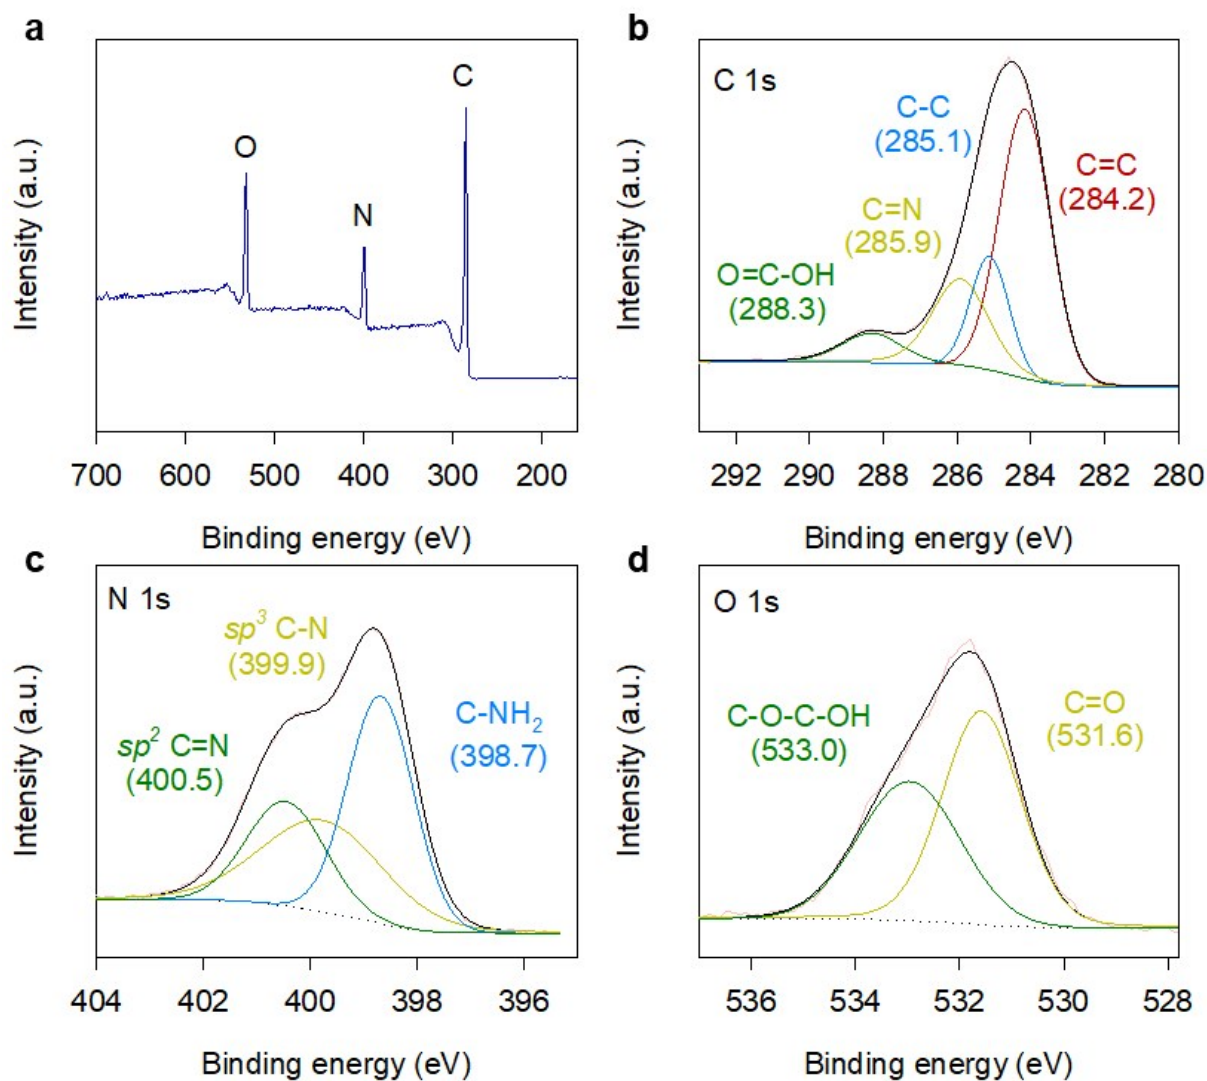 a
O
N
C
Intensity (a.u.)
700 600 500 400 300 200
Binding energy (eV)
b
C 1s
C-C
(285.1)
C=C
(284.2)
C=N
(285.9)
O=C-OH
(288.3)
Intensity (a.u.)
292 290 288 286 284 282 280
Binding energy (eV)
c
N 1s
sp³ C-N
(399.9)
C-NH₂
(398.7)
sp² C=N
(400.5)
Intensity (a.u.)
404 402 400 398 396
Binding energy (eV)
d
O 1s
C-O-C-OH
(533.0)
C=O
(531.6)
Intensity (a.u.)
536 534 532 530 528
Binding energy (eV)